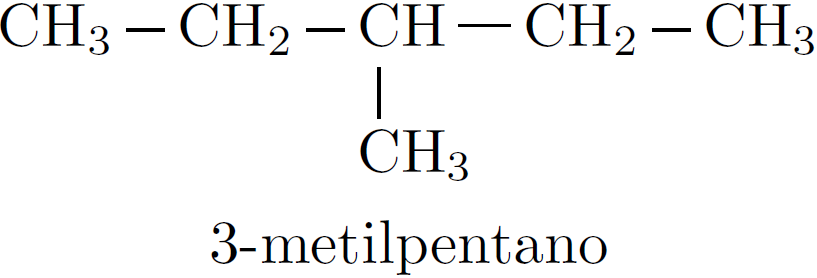 CH₃ — CH₂ — CH — CH₂ — CH₃
CH₃
3-metilpentano